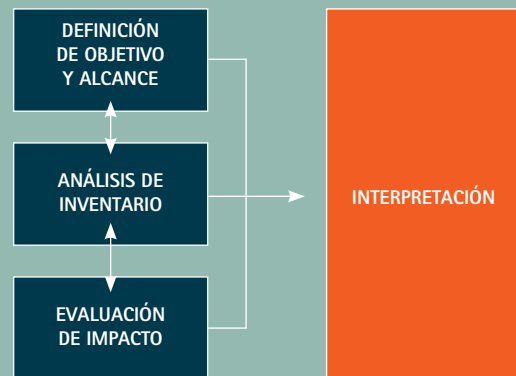 DEFINICIÓN
DE OBJETIVO
Y ALCANCE
ANÁLISIS DE
INVENTARIO
EVALUACIÓN
DE IMPACTO
INTERPRETACIÓN